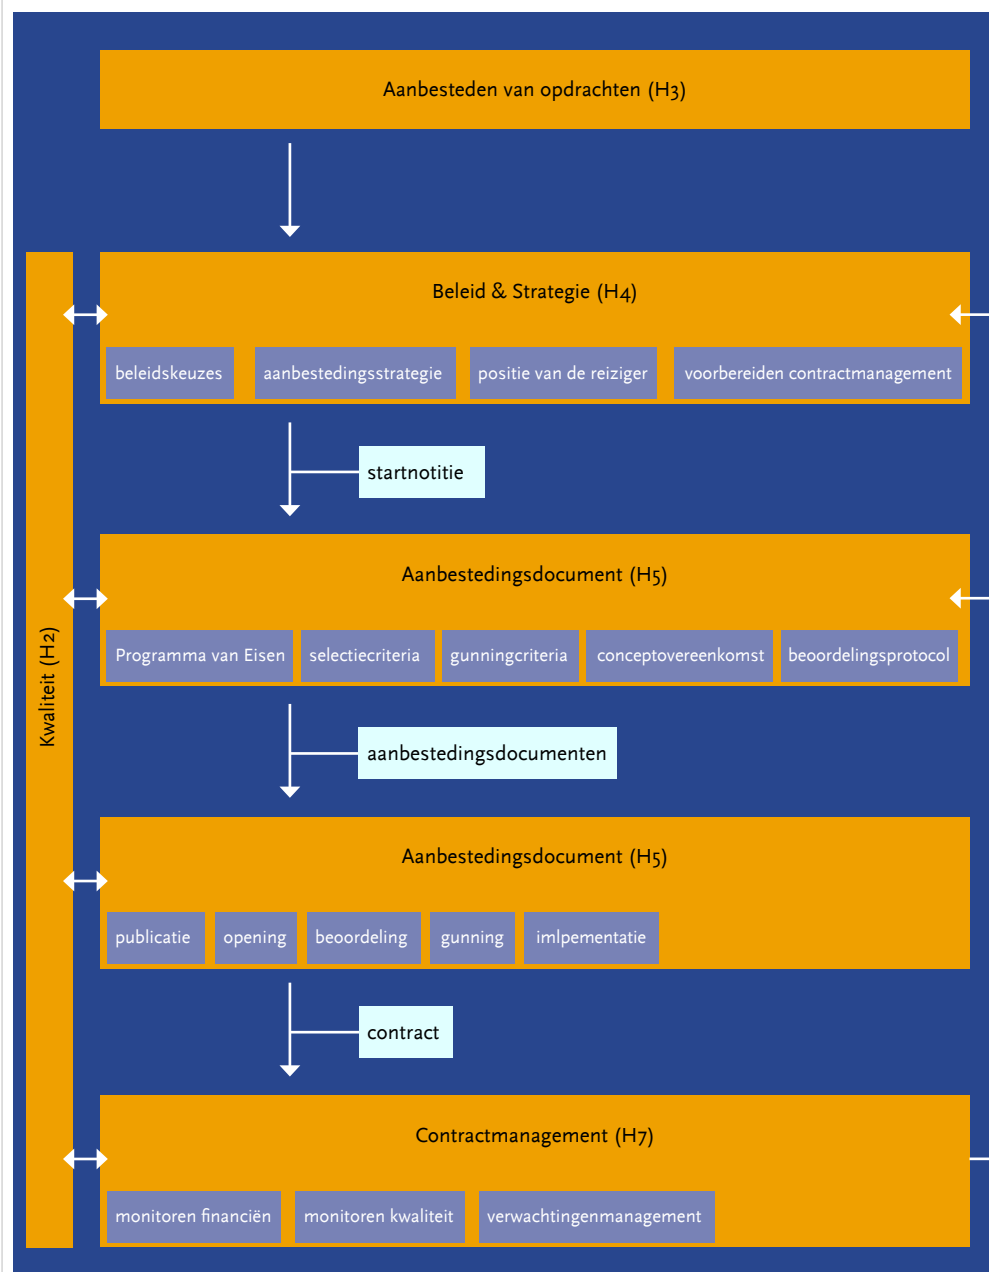 Aanbesteden van opdrachten (H3)
Beleid & Strategie (H4)
beleidskeuzes
aanbestedingsstrategie
positie van de reiziger
voorbereiden contractmanagement
startnotitie
Aanbestedingsdocument (H5)
Programma van Eisen
selectiecriteria
gunningcriteria
conceptovereenkomst
beoordelingsprotocol
Kwaliteit (H2)
aanbestedingsdocumenten
Aanbestedingsdocument (H5)
publicatie
opening
beoordeling
gunning
imlpementatie
contract
Contractmanagement (H7)
monitoren financiën
monitoren kwaliteit
verwachtingenmanagement